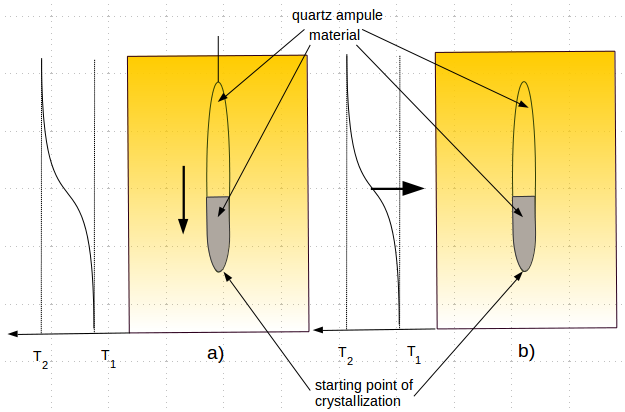 quartz ampule
material
T2
T1
a)
T2
T1
b)
starting point of
crystallization